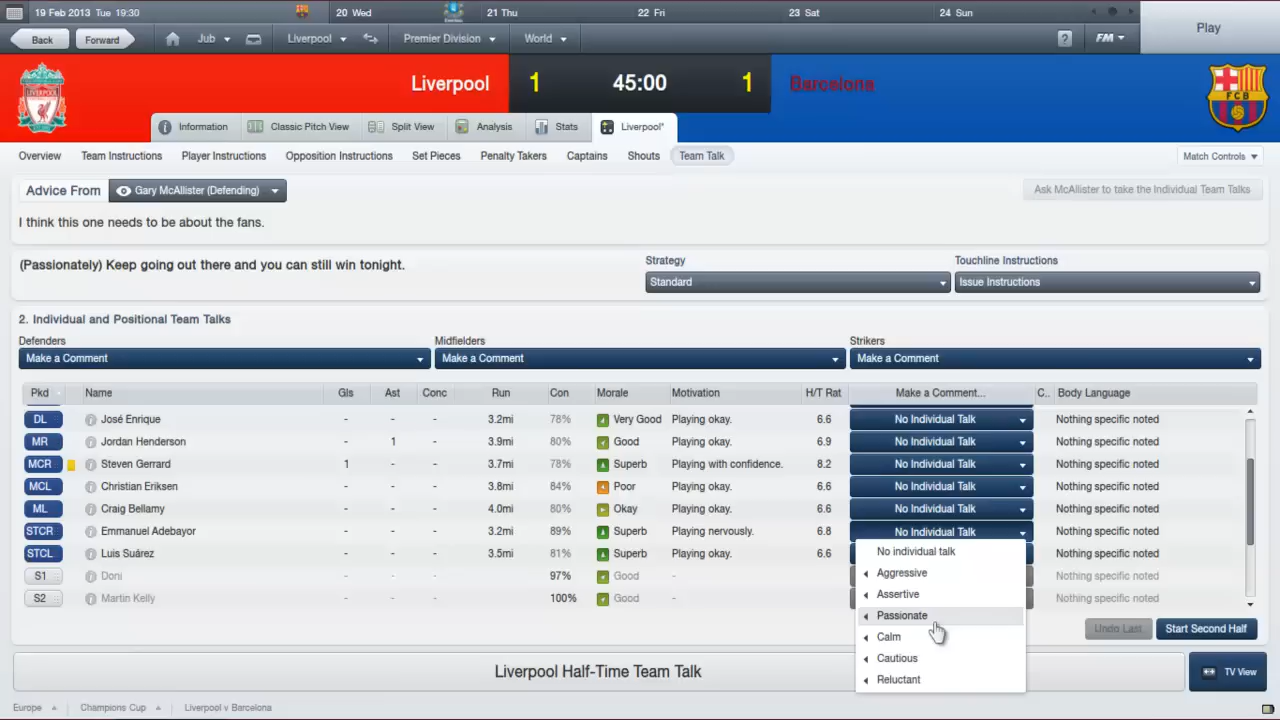 19 Feb 2013 Tue 19:30 20 Wed 21 Thu 22 Fri 23 Sat 24 Sun
Play
Back Forward Job Liverpool Premier Division World ? FM
Liverpool 1 45:00 1 Barcelona
Information Classic Pitch View Split View Analysis Stats Liverpool*
Overview Team Instructions Player Instructions Opposition Instructions Set Pieces Penalty Takers Captains Shouts Team Talk Match Controls
Advice From Gary McAllister (Defending) Ask McAllister to take the Individual Team Talks
I think this one needs to be about the fans.
(Passionately) Keep going out there and you can still win tonight.
Strategy Touchline Instructions
Standard Issue Instructions
2. Individual and Positional Team Talks
Defenders Midfielders Strikers
Make a Comment Make a Comment Make a Comment
Pkd Name Gls Ast Conc Run Con Morale Motivation H/T Rat Make a Comment... C.. Body Language
DL José Enrique - - - 3.2mi 78% Very Good Playing okay. 6.6 No Individual Talk Nothing specific noted
MR Jordan Henderson - 1 - 3.9mi 80% Good Playing okay. 6.9 No Individual Talk Nothing specific noted
MCR Steven Gerrard 1 - - 3.7mi 78% Superb Playing with confidence. 8.2 No Individual Talk Nothing specific noted
MCL Christian Eriksen - - - 3.8mi 84% Poor Playing okay. 6.6 No Individual Talk Nothing specific noted
ML Craig Bellamy - - - 4.0mi 80% Okay Playing okay. 6.6 No Individual Talk Nothing specific noted
STCR Emmanuel Adebayor - - - 3.2mi 89% Superb Playing nervously. 6.8 No Individual Talk Nothing specific noted
STCL Luis Suárez - - - 3.5mi 81% Superb Playing okay. 6.6 Nothing specific noted
No individual talk
S1 Doni - - - 97% Good - Nothing specific noted
Aggressive
S2 Martin Kelly - - - 100% Good - Nothing specific noted
Assertive
Passionate
Calm
Cautious
Reluctant
Undo Last Start Second Half
Liverpool Half-Time Team Talk TV View
Europe Champions Cup Liverpool v Barcelona